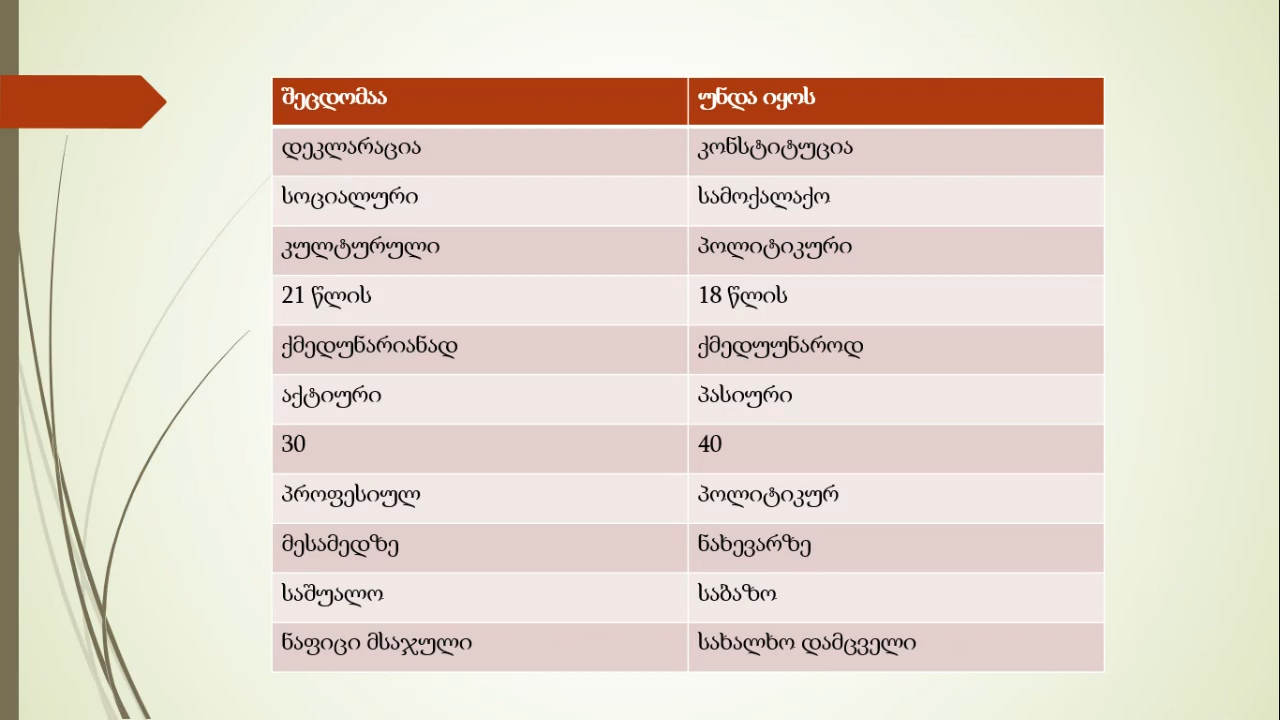 შეცდომაა უნდა იყოს
დეკლარაცია კონსტიტუცია
სოციალური სამოქალაქო
კულტურული პოლიტიკური
21 წლის 18 წლის
ქმედუნარიანად ქმედუუნაროდ
აქტიური პასიური
30 40
პროფესიულ პოლიტიკურ
მესამედზე ნახევარზე
საშუალო საბაზო
ნაფიცი მსაჯული სახალხო დამცველი